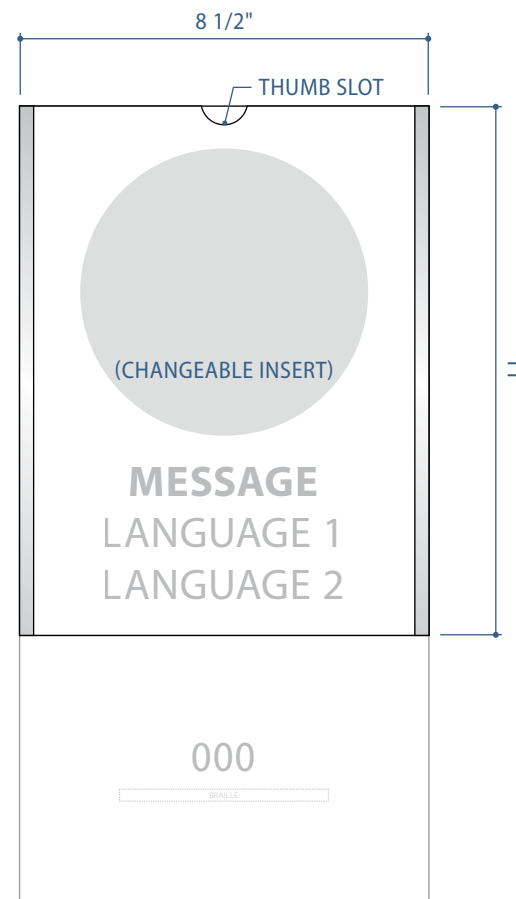 8 1/2"
THUMB SLOT
(CHANGEABLE INSERT)
MESSAGE
LANGUAGE 1
LANGUAGE 2
000
BRAILLE